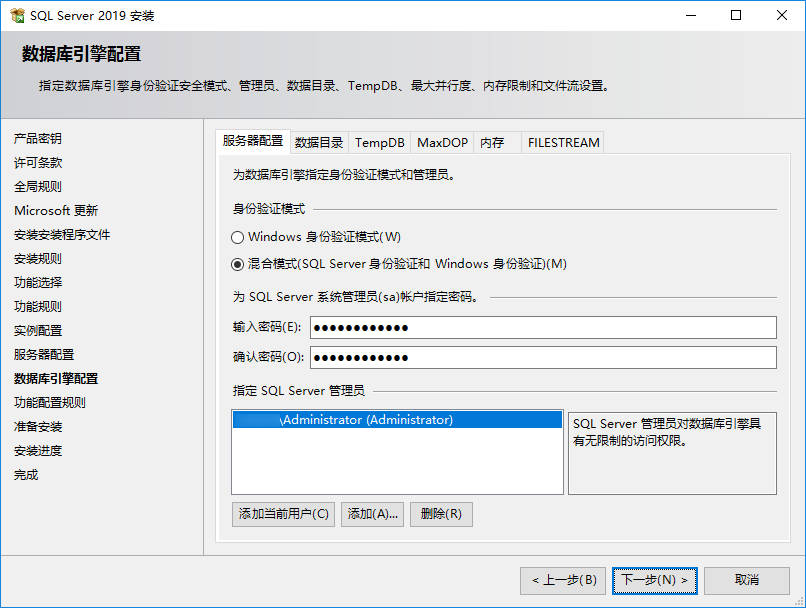 SQL Server 2019 安装
数据库引擎配置
指定数据库引擎身份验证安全模式、管理员、数据目录、TempDB、最大并行度、内存限制和文件流设置。
产品密钥
许可条款
全局规则
Microsoft 更新
安装安装程序文件
安装规则
功能选择
功能规则
实例配置
服务器配置
数据库引擎配置
功能配置规则
准备安装
安装进度
完成
服务器配置 数据目录 TempDB MaxDOP 内存 FILESTREAM
为数据库引擎指定身份验证模式和管理员。
身份验证模式
Windows 身份验证模式(W)
混合模式(SQL Server 身份验证和 Windows 身份验证)(M)
为 SQL Server 系统管理员(sa)帐户指定密码。
输入密码(E): ●●●●●●●●●●●●
确认密码(O): ●●●●●●●●●●●●
指定 SQL Server 管理员
\Administrator (Administrator)
SQL Server 管理员对数据库引擎具
有无限制的访问权限。
添加当前用户(C) 添加(A)... 删除(R)
< 上一步(B) 下一步(N) > 取消